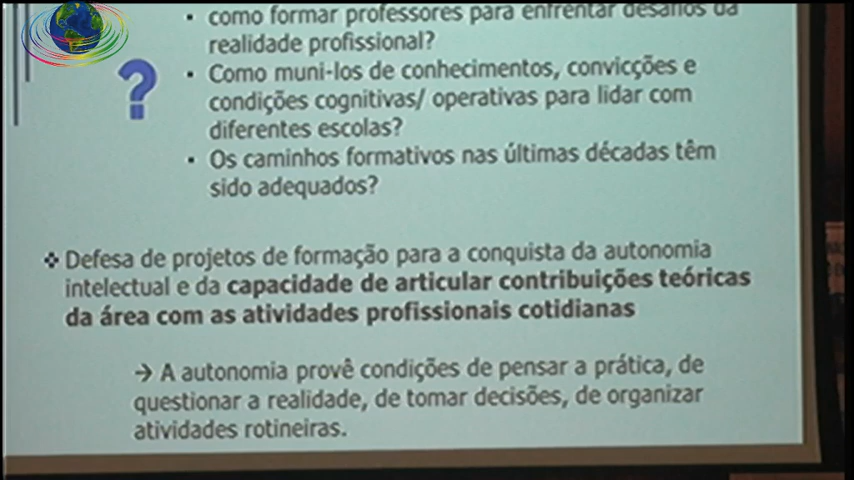 ▪ como formar professores para enfrentar desafios da
realidade profissional?
?
▪ Como muni-los de conhecimentos, convicções e
condições cognitivas/ operativas para lidar com
diferentes escolas?
▪ Os caminhos formativos nas últimas décadas têm
sido adequados?
❖ Defesa de projetos de formação para a conquista da autonomia
intelectual e da capacidade de articular contribuições teóricas
da área com as atividades profissionais cotidianas
→ A autonomia provê condições de pensar a prática, de
questionar a realidade, de tomar decisões, de organizar
atividades rotineiras.